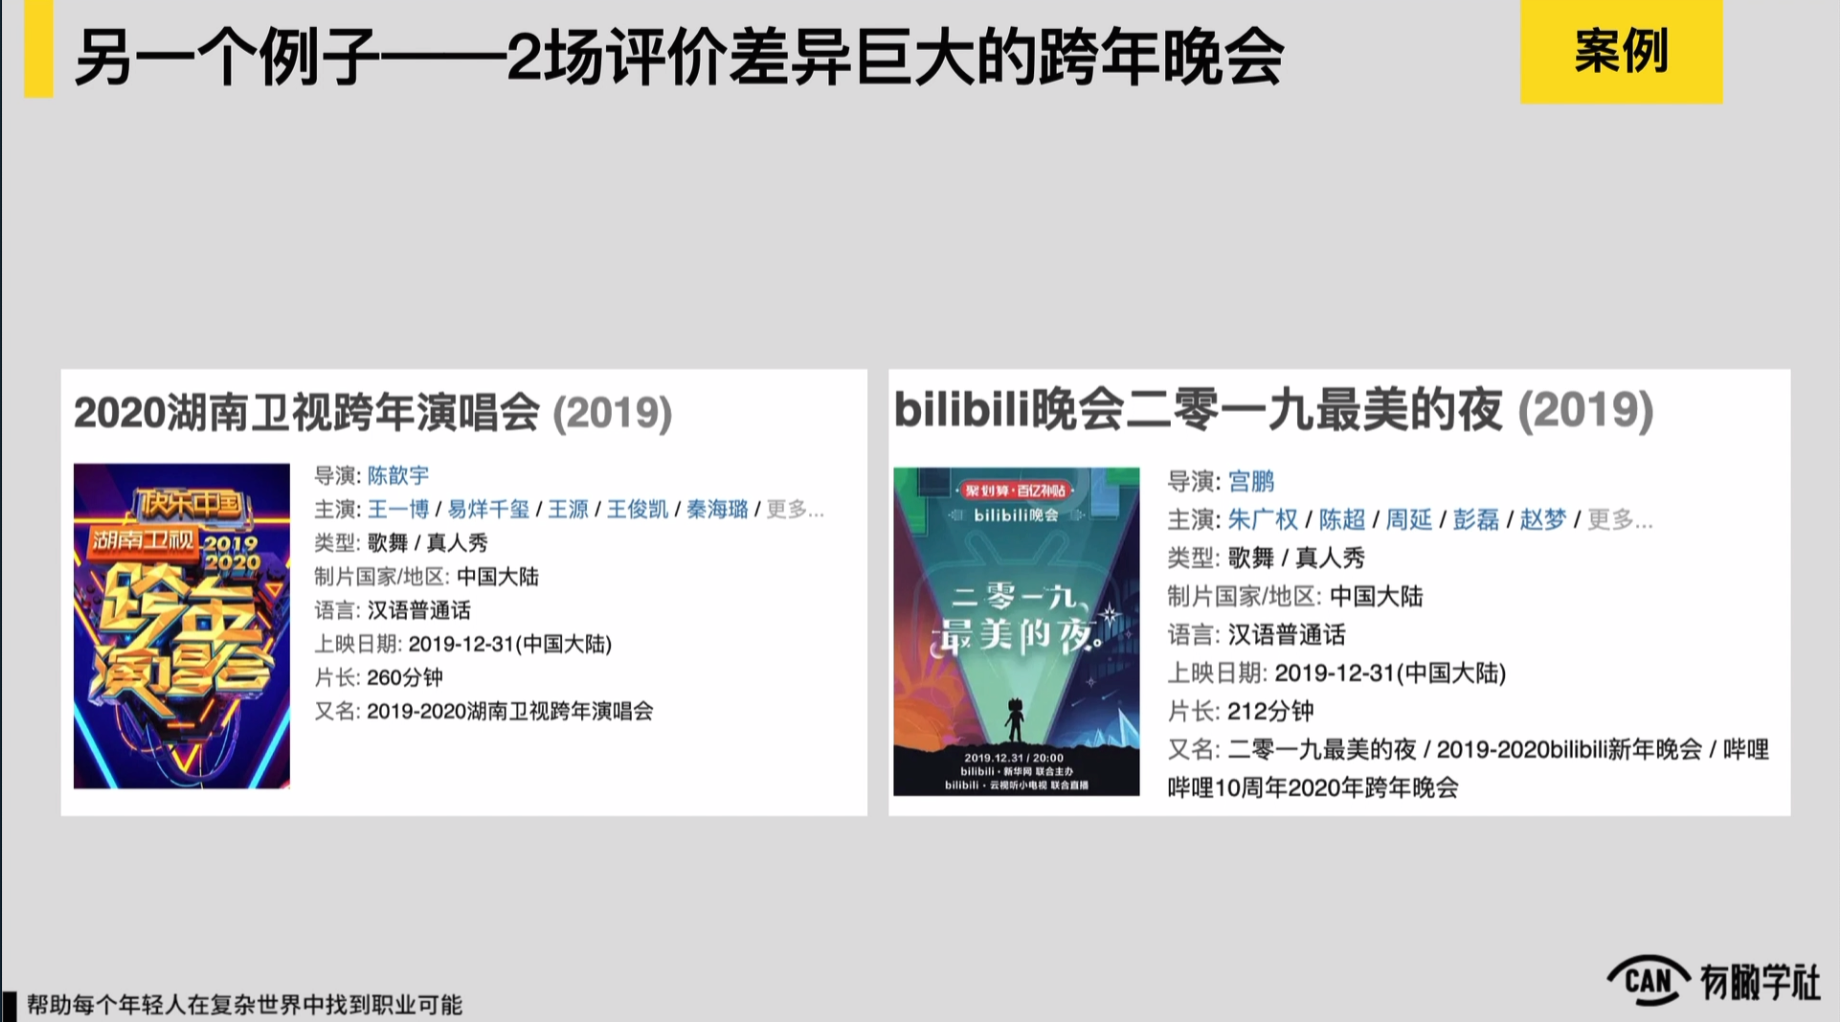 另一个例子——2场评价差异巨大的跨年晚会
案例
2020湖南卫视跨年演唱会 (2019)
快乐中国
湖南卫视
2019
2020
跨年
演唱会
导演: 陈歆宇
主演: 王一博 / 易烊千玺 / 王源 / 王俊凯 / 秦海璐 / 更多...
类型: 歌舞 / 真人秀
制片国家/地区: 中国大陆
语言: 汉语普通话
上映日期: 2019-12-31(中国大陆)
片长: 260分钟
又名: 2019-2020湖南卫视跨年演唱会
bilibili晚会二零一九最美的夜 (2019)
聚划算·百亿补贴
bilibili晚会
二零一九、
最美的夜。
2019.12.31 / 20:00
bilibili · 新华网 联合主办
bilibili · 云视听小电视 联合直播
导演: 宫鹏
主演: 朱广权 / 陈超 / 周延 / 彭磊 / 赵梦 / 更多...
类型: 歌舞 / 真人秀
制片国家/地区: 中国大陆
语言: 汉语普通话
上映日期: 2019-12-31(中国大陆)
片长: 212分钟
又名: 二零一九最美的夜 / 2019-2020bilibili新年晚会 / 哔哩
哔哩10周年2020年跨年晚会
帮助每个年轻人在复杂世界中找到职业可能
CAN 有瞰学社